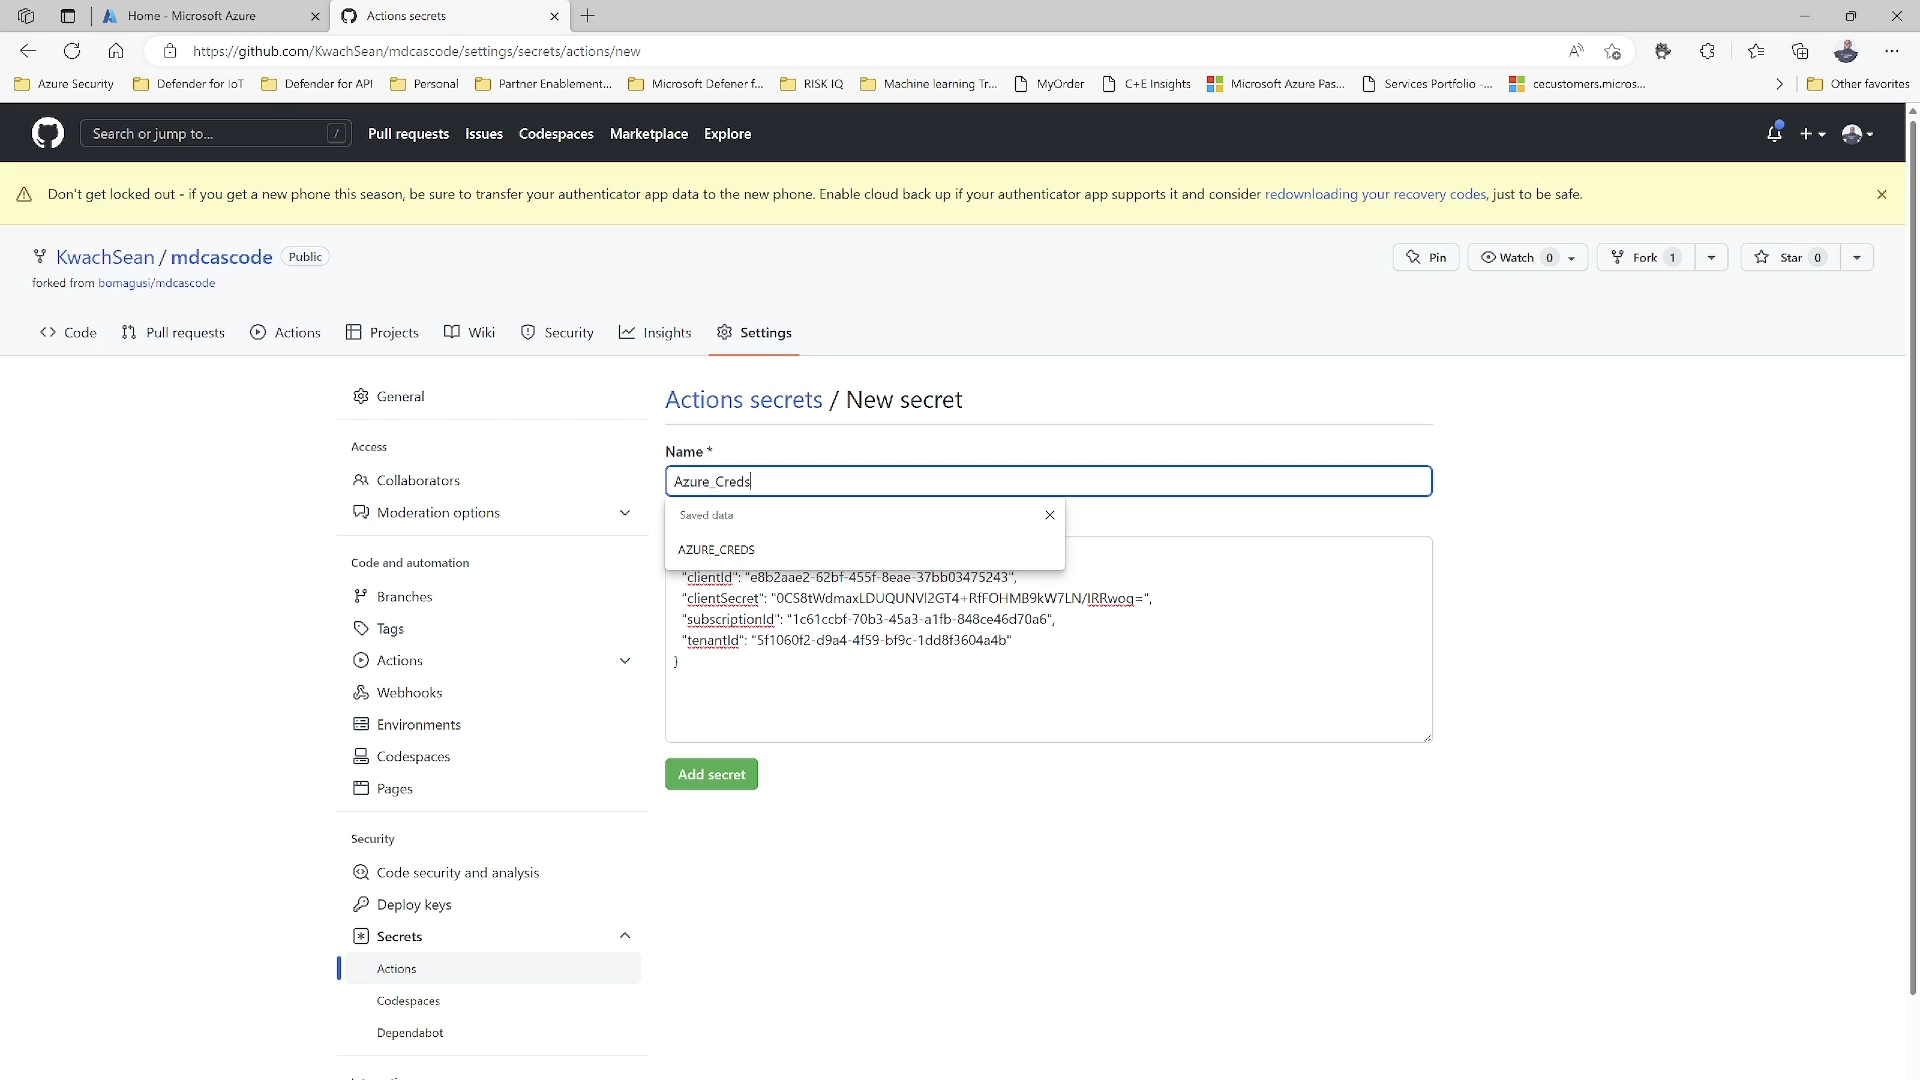 Home - Microsoft Azure
Actions secrets
https://github.com/KwachSean/mdcascode/settings/secrets/actions/new
Azure Security
Defender for IoT
Defender for API
Personal
Partner Enablement...
Microsoft Defener f...
RISK IQ
Machine learning Tr...
MyOrder
C+E Insights
Microsoft Azure Pas...
Services Portfolio -...
cecustomers.micros...
Other favorites
Search or jump to...
/
Pull requests
Issues
Codespaces
Marketplace
Explore
Don't get locked out - if you get a new phone this season, be sure to transfer your authenticator app data to the new phone. Enable cloud back up if your authenticator app supports it and consider redownloading your recovery codes, just to be safe.
KwachSean / mdcascode
Public
forked from bomagusi/mdcascode
Pin
Watch 0
Fork 1
Star 0
Code
Pull requests
Actions
Projects
Wiki
Security
Insights
Settings
General
Access
Collaborators
Moderation options
Code and automation
Branches
Tags
Actions
Webhooks
Environments
Codespaces
Pages
Security
Code security and analysis
Deploy keys
Secrets
Actions
Codespaces
Dependabot
Actions secrets / New secret
Name *
Azure_Creds
Saved data
AZURE_CREDS
"clientId": "e8b2aae2-62bf-455f-8eae-37bb03475243",
"clientSecret":
"subscriptionId": "1c61ccbf-70b3-45a3-a1fb-848ce46d70a6",
"tenantId": "5f1060f2-d9a4-4f59-bf9c-1dd8f3604a4b"
}
Add secret